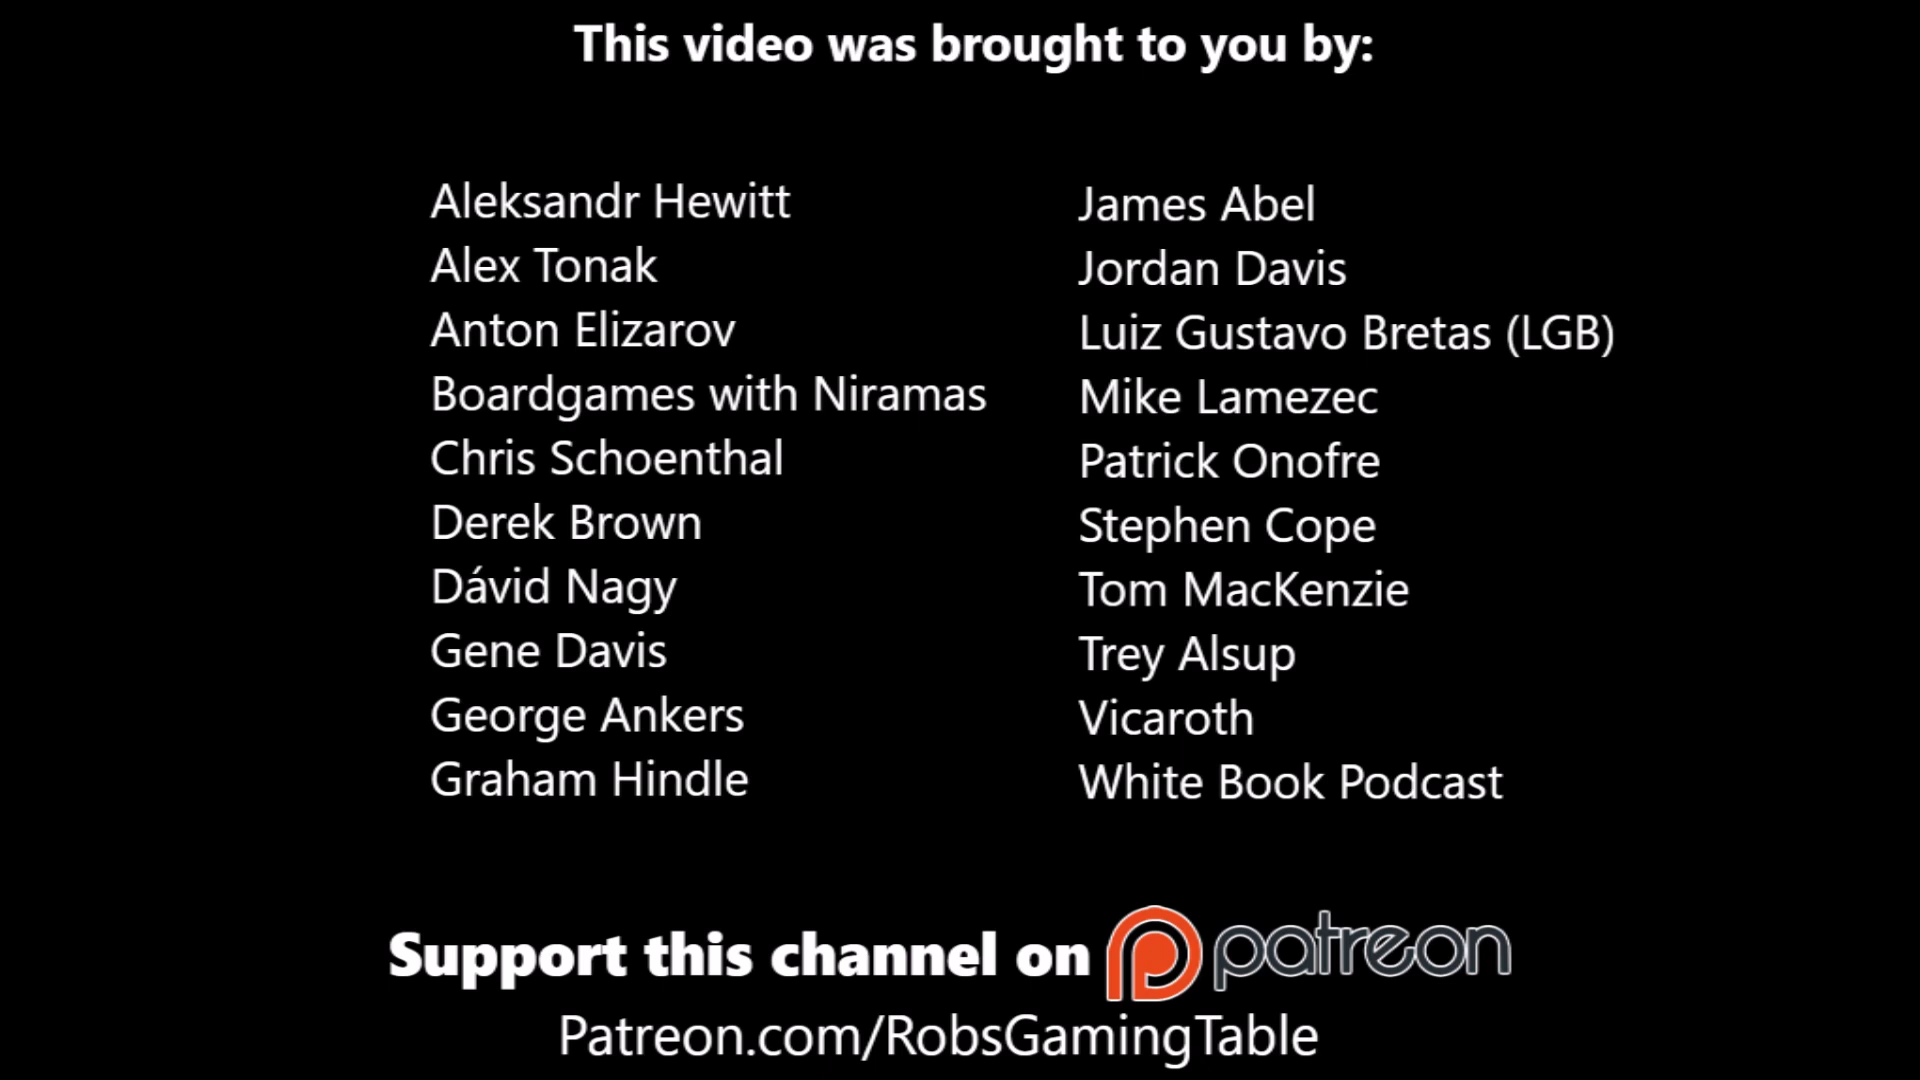 This video was brought to you by:
Aleksandr Hewitt
Alex Tonak
Anton Elizarov
Boardgames with Niramas
Chris Schoenthal
Derek Brown
Dávid Nagy
Gene Davis
George Ankers
Graham Hindle
James Abel
Jordan Davis
Luiz Gustavo Bretas (LGB)
Mike Lamezec
Patrick Onofre
Stephen Cope
Tom MacKenzie
Trey Alsup
Vicaroth
White Book Podcast
Support this channel on patreon
Patreon.com/RobsGamingTable